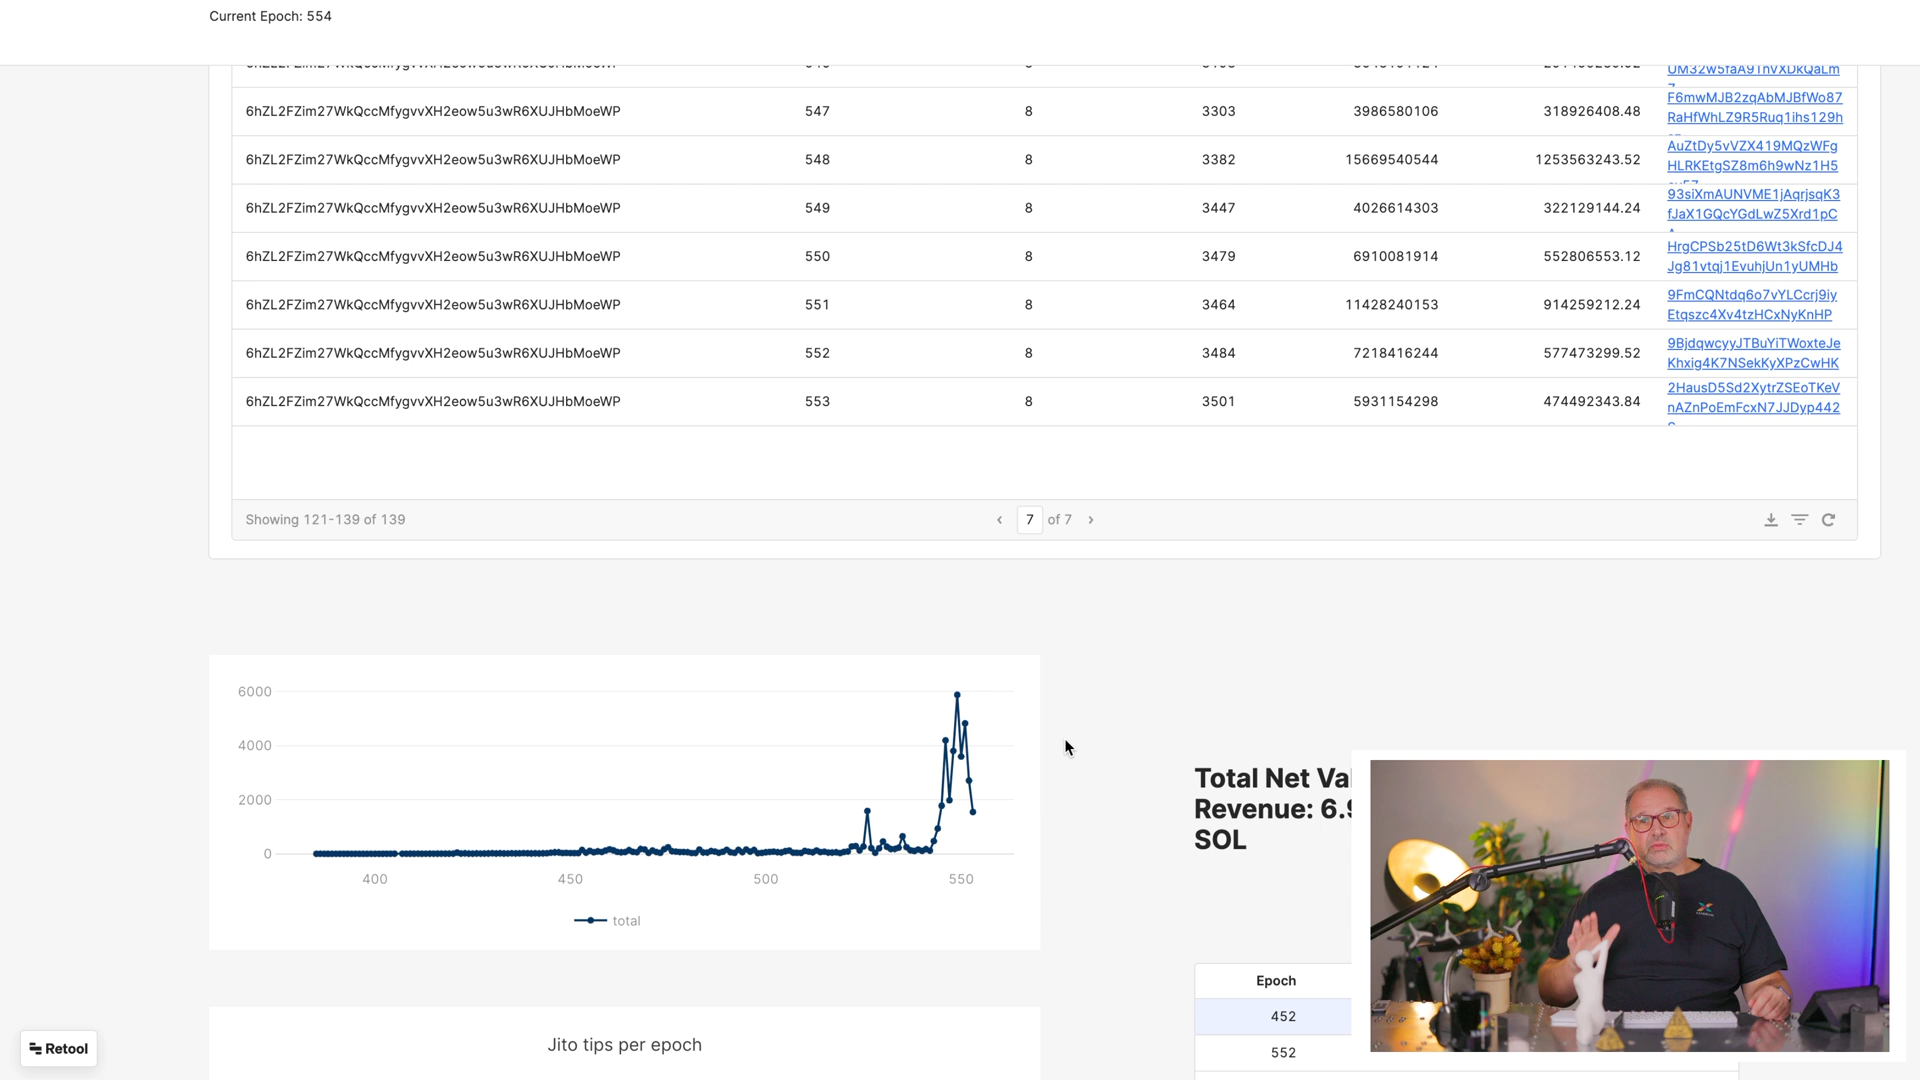 Current Epoch: 554
UM32w5faA91nVXDkQaLm
6hZL2FZim27WkQccMfygvvXH2eow5u3wR6XUJHbMoeWP 547 8 3303 3986580106 318926408.48 F6mwMJB2zqAbMJBfWo87
RaHfWhLZ9R5Ruq1ihs129h
6hZL2FZim27WkQccMfygvvXH2eow5u3wR6XUJHbMoeWP 548 8 3382 15669540544 1253563243.52 AuZtDy5vVZX419MQzWFg
HLRKEtgSZ8m6h9wNz1H5
6hZL2FZim27WkQccMfygvvXH2eow5u3wR6XUJHbMoeWP 549 8 3447 4026614303 322129144.24 93siXmAUNVME1jAqrjsqK3
fJaX1GQcYGdLwZ5Xrd1pC
6hZL2FZim27WkQccMfygvvXH2eow5u3wR6XUJHbMoeWP 550 8 3479 6910081914 552806553.12 HrgCPSb25tD6Wt3kSfcDJ4
Jg81vtqj1EvuhjUn1yUMHb
6hZL2FZim27WkQccMfygvvXH2eow5u3wR6XUJHbMoeWP 551 8 3464 11428240153 914259212.24 9FmCQNtdq6o7vYLCcrj9iy
Etqszc4Xv4tzHCxNyKnHP
6hZL2FZim27WkQccMfygvvXH2eow5u3wR6XUJHbMoeWP 552 8 3484 7218416244 577473299.52 9BjdqwcyyJTBuYiTWoxteJe
Khxig4K7NSekKyXPzCwHK
6hZL2FZim27WkQccMfygvvXH2eow5u3wR6XUJHbMoeWP 553 8 3501 5931154298 474492343.84 2HausD5Sd2XytrZSEoTKeV
nAZnPoEmFcxN7JJDyp442
Showing 121-139 of 139 ‹ 7 of 7 ›
6000
4000
2000
0
400 450 500 550
total
Total Net Va
Revenue: 6.9
SOL
Epoch
452
552
Jito tips per epoch
Retool